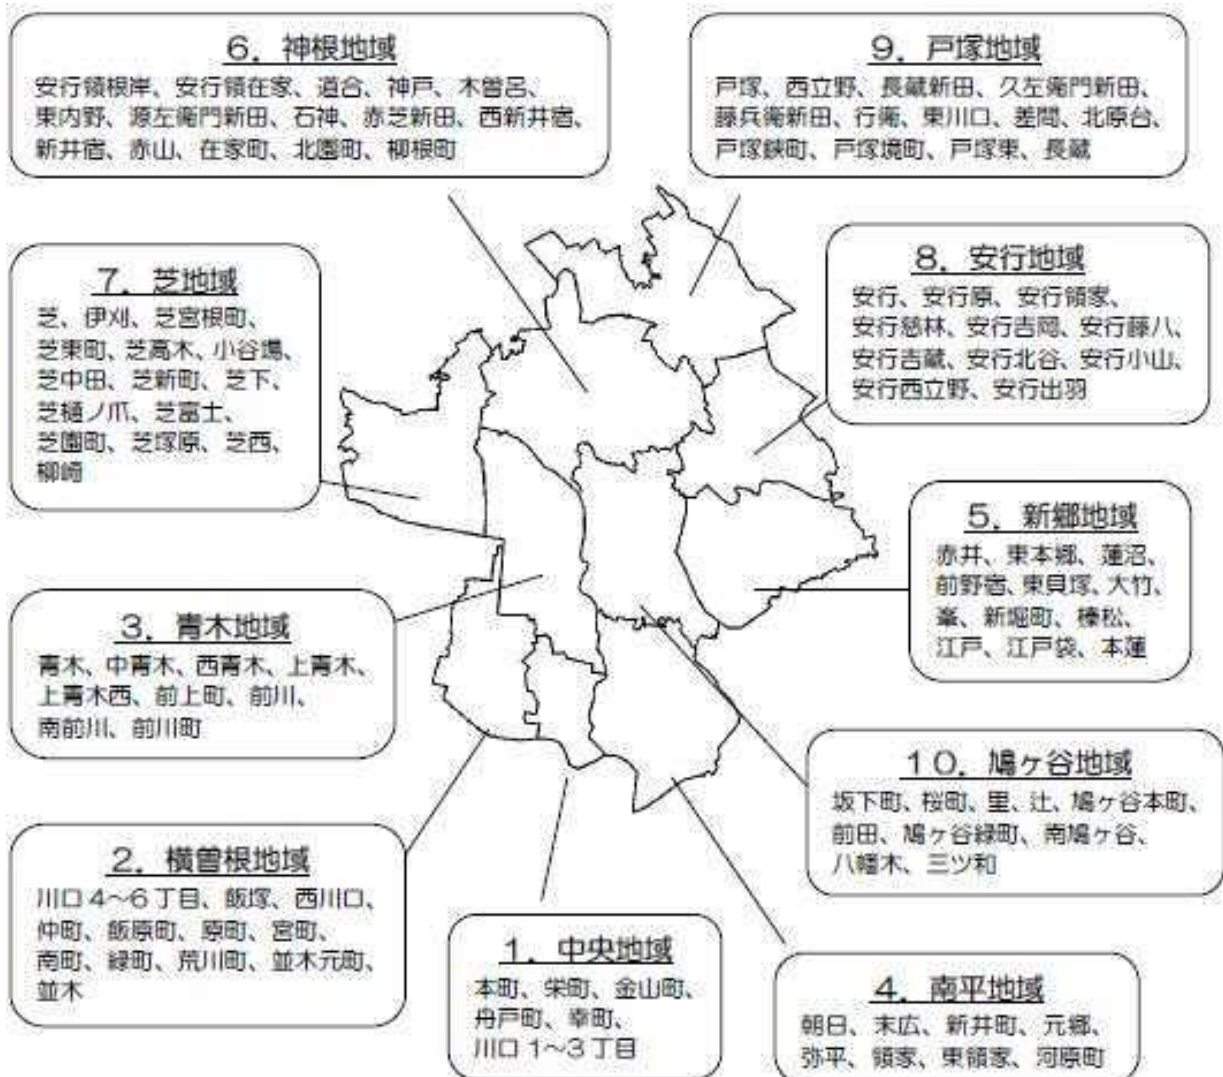 6．神根地域
安行領根岸、安行領在家、道合、神戸、木曽呂、
東内野、源左衛門新田、石神、赤芝新田、西新井宿、
新井宿、赤山、在家町、北園町、柳根町
9．戸塚地域
戸塚、西立野、長蔵新田、久左衛門新田、
藤兵衛新田、行衛、東川口、差間、北原台、
戸塚鋏町、戸塚境町、戸塚東、長蔵
7．芝地域
芝、伊刈、芝宮根町、
芝東町、芝高木、小谷場、
芝中田、芝新町、芝下、
芝樋ノ爪、芝富士、
芝園町、芝塚原、芝西、
柳崎
8．安行地域
安行、安行原、安行領家、
安行慈林、安行吉岡、安行藤八、
安行吉蔵、安行北谷、安行小山、
安行西立野、安行出羽
5．新郷地域
赤井、東本郷、蓮沼、
前野宿、東貝塚、大竹、
峯、新堀町、榛松、
江戸、江戸袋、本蓮
3．青木地域
青木、中青木、西青木、上青木、
上青木西、前上町、前川、
南前川、前川町
10．鳩ヶ谷地域
坂下町、桜町、里、辻、鳩ヶ谷本町、
前田、鳩ヶ谷緑町、南鳩ヶ谷、
八幡木、三ツ和
2．横曽根地域
川口4～6丁目、飯塚、西川口、
仲町、飯原町、原町、宮町、
南町、緑町、荒川町、並木元町、
並木
1．中央地域
本町、栄町、金山町、
舟戸町、幸町、
川口1～3丁目
4．南平地域
朝日、末広、新井町、元郷、
弥平、領家、東領家、河原町